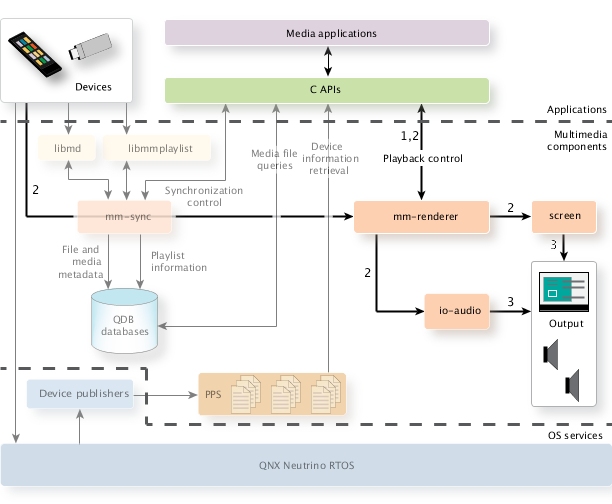 Media applications
Devices
C APIs
Applications
1,2
Multimedia
components
libmd
libmmplaylist
Media file
queries
Device
information
retrieval
Playback control
2
Synchronization
control
mm-sync
mm-renderer
2
screen
File and
media
metadata
Playlist
information
2
3
QDB
databases
io-audio
3
Output
Device publishers
PPS
OS services
QNX Neutrino RTOS